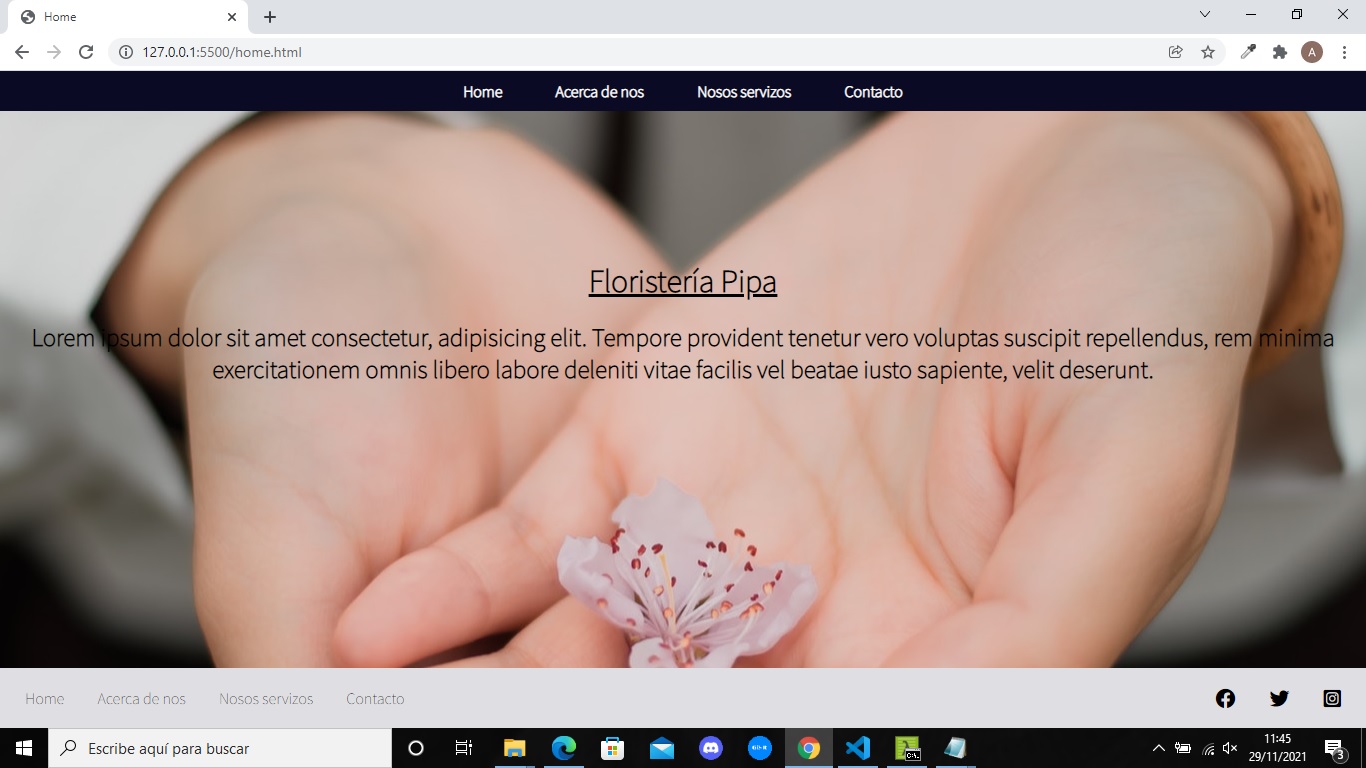 Home
127.0.0.1:5500/home.html
A
Home Acerca de nos Nosos servizos Contacto
Floristería Pipa
Lorem ipsum dolor sit amet consectetur, adipisicing elit. Tempore provident tenetur vero voluptas suscipit repellendus, rem minima
exercitationem omnis libero labore deleniti vitae facilis vel beatae iusto sapiente, velit deserunt.
Home Acerca de nos Nosos servizos Contacto
Escribe aquí para buscar
11:45
29/11/2021
3